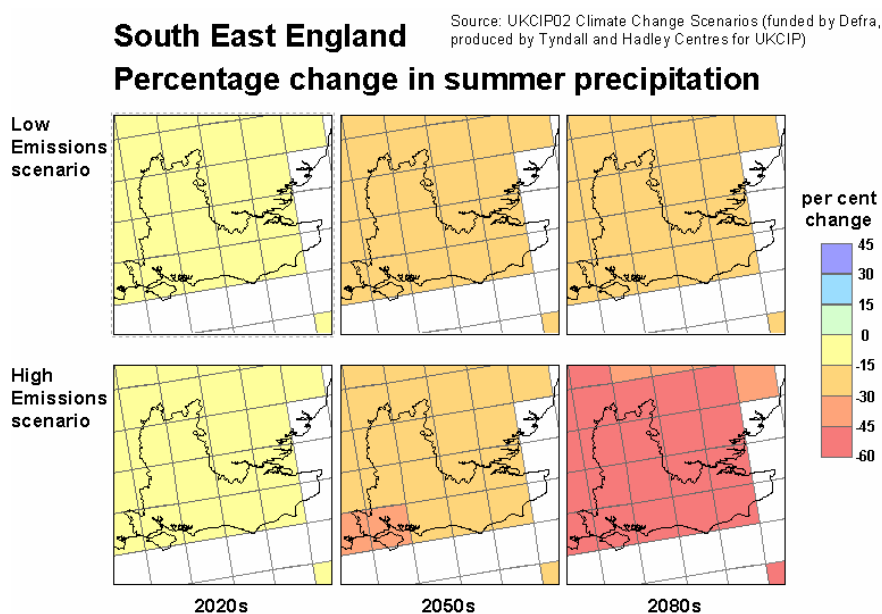 South East England
Source: UKCIP02 Climate Change Scenarios (funded by Defra,
produced by Tyndall and Hadley Centres for UKCIP)
Percentage change in summer precipitation
Low
Emissions
scenario
per cent
change
45
30
15
0
-15
-30
-45
-60
High
Emissions
scenario
2020s
2050s
2080s